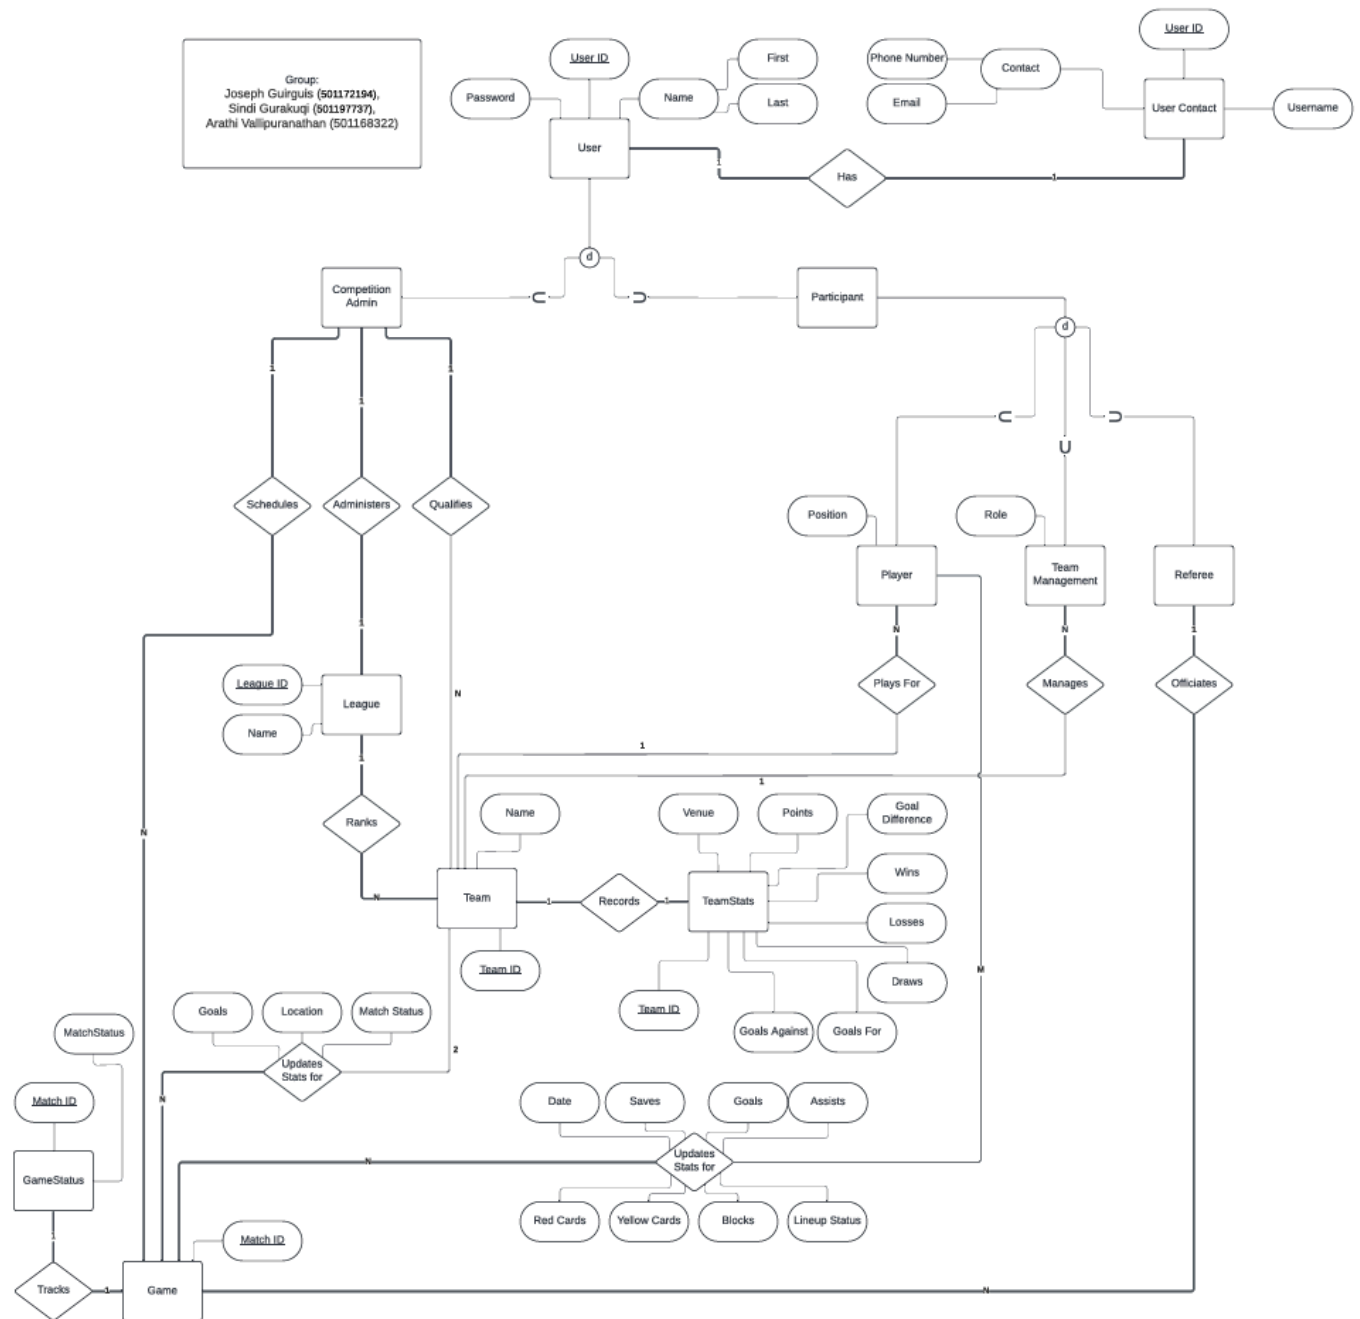 Group:
Joseph Guirguis (501172194),
Sindi Gurakuqi (501197737),
Arathi Vallipuranathan (501168322)
User ID
Password
Name
First
Last
User
Phone Number
Email
Contact
User ID
User Contact
Username
1
Has
1
d
Competition
Admin
Participant
d
1
1
1
Schedules
Administers
Qualifies
Position
Role
Player
Team
Management
Referee
1
N
N
1
League ID
Name
League
N
Plays For
Manages
Officiates
1
1
1
N
Ranks
Name
Venue
Points
Goal
Difference
Wins
Losses
Draws
N
Team
1
Records
1
TeamStats
Team ID
Team ID
Goals Against
Goals For
M
Goals
Location
Match Status
MatchStatus
2
Updates
Stats for
N
Match ID
GameStatus
Date
Saves
Goals
Assists
N
Updates
Stats for
Red Cards
Yellow Cards
Blocks
Lineup Status
1
Match ID
Tracks
1
Game
N